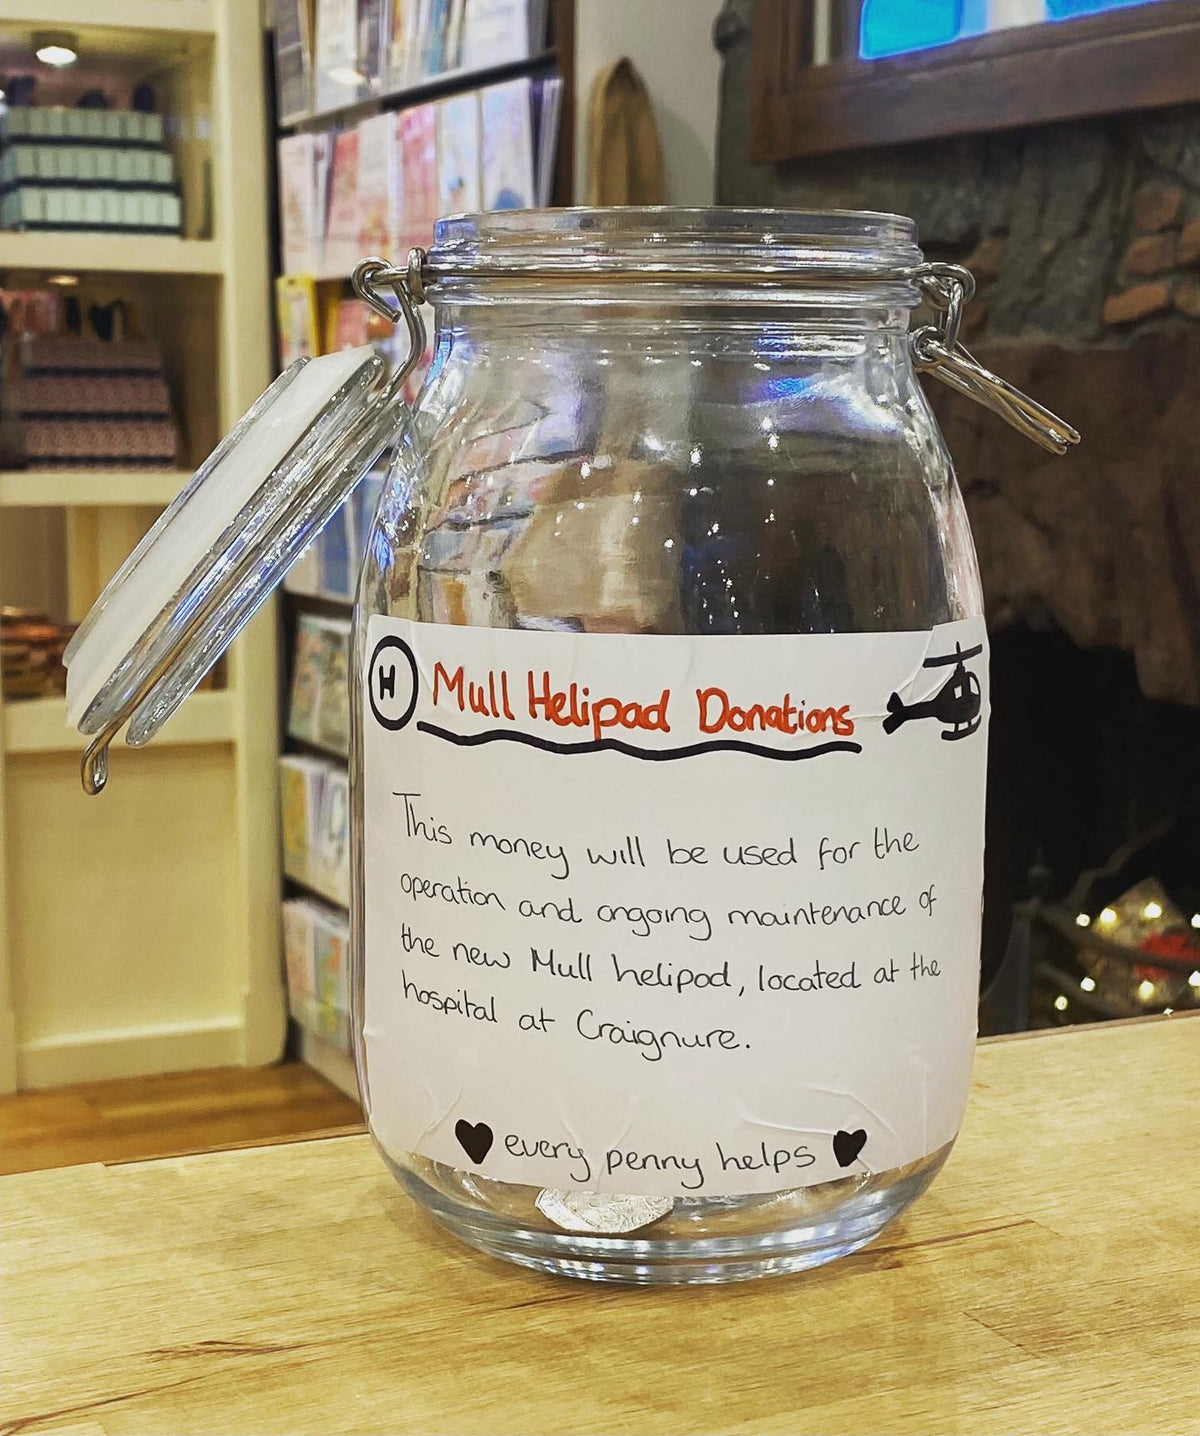 H Mull Helipad Donations
This money will be used for the
operation and ongoing maintenance of
the new Mull helipad, located at the
hospital at Craignure.
every penny helps